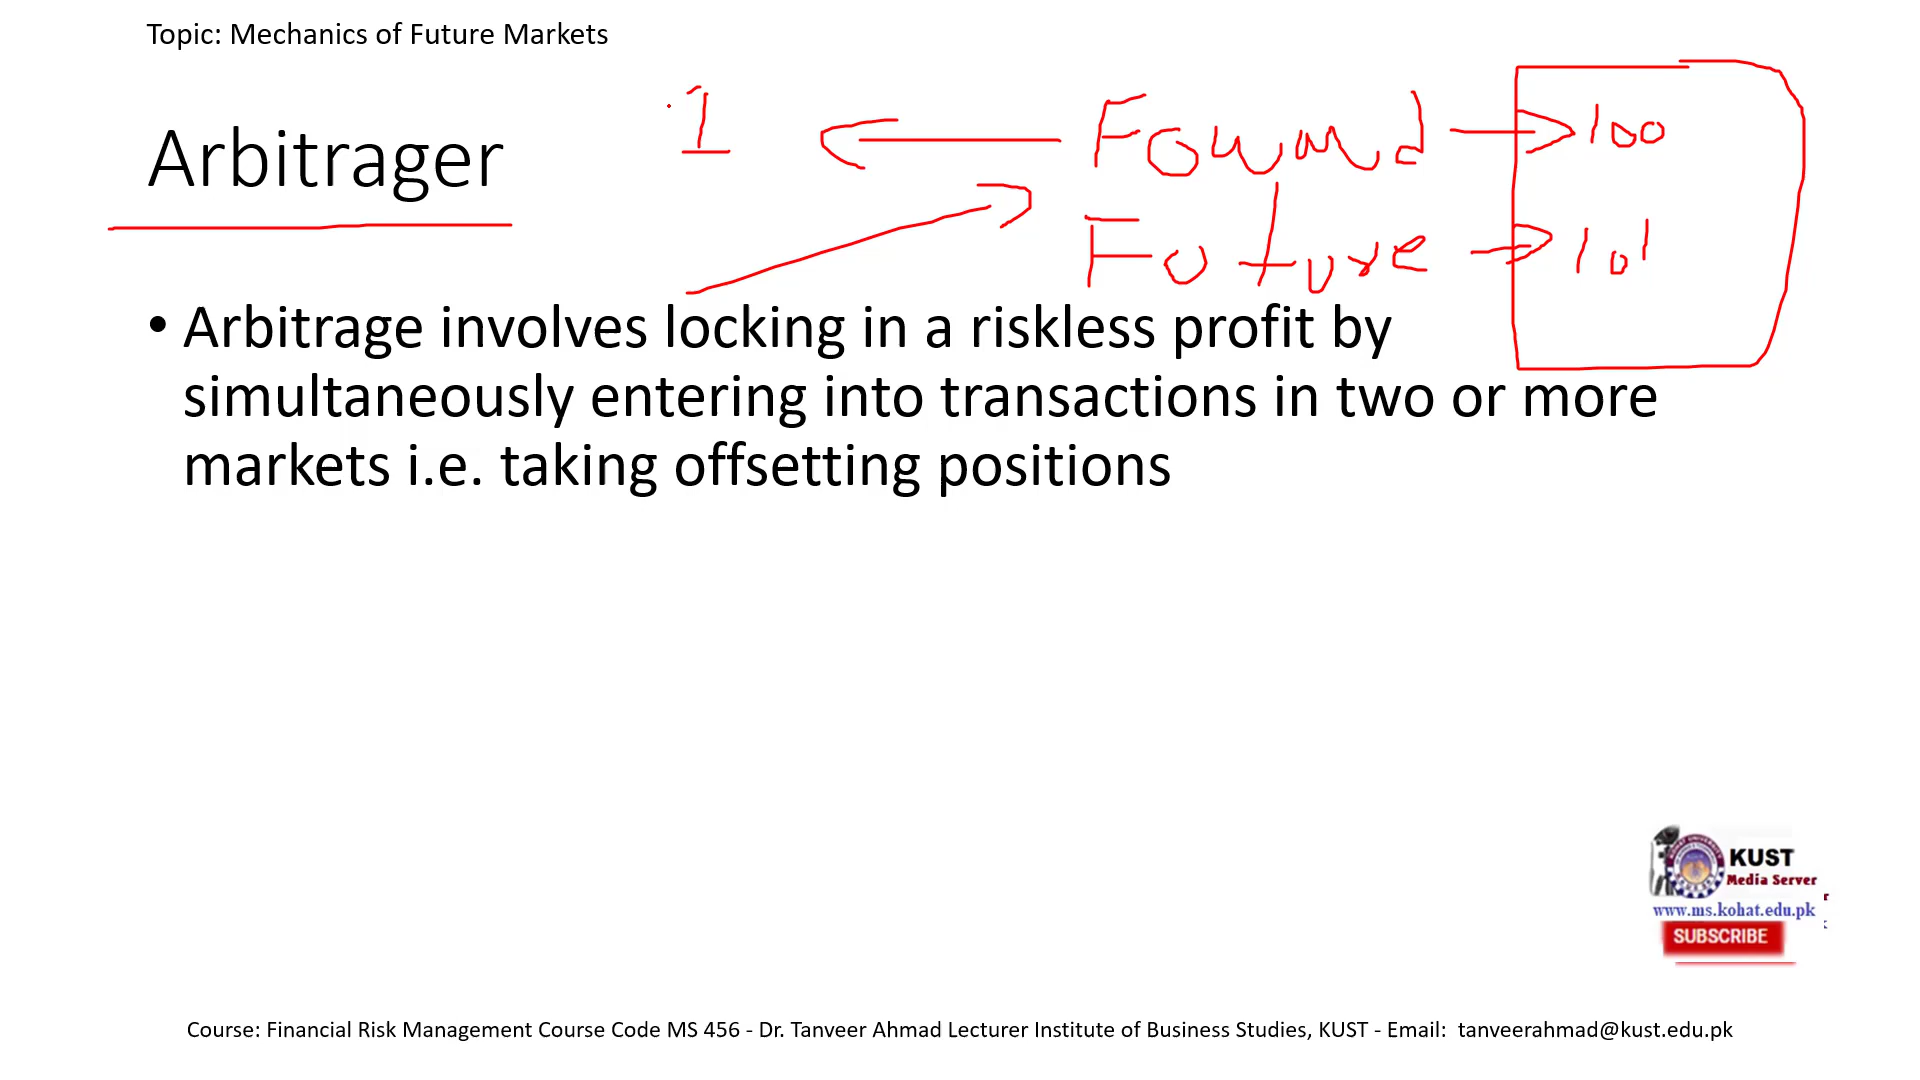 Topic: Mechanics of Future Markets
Arbitrager
1
Foward
100
Future
101
• Arbitrage involves locking in a riskless profit by
simultaneously entering into transactions in two or more
markets i.e. taking offsetting positions
KUST
Media Server
www.ms.kohat.edu.pk
SUBSCRIBE
Course: Financial Risk Management Course Code MS 456 - Dr. Tanveer Ahmad Lecturer Institute of Business Studies, KUST - Email: tanveerahmad@kust.edu.pk